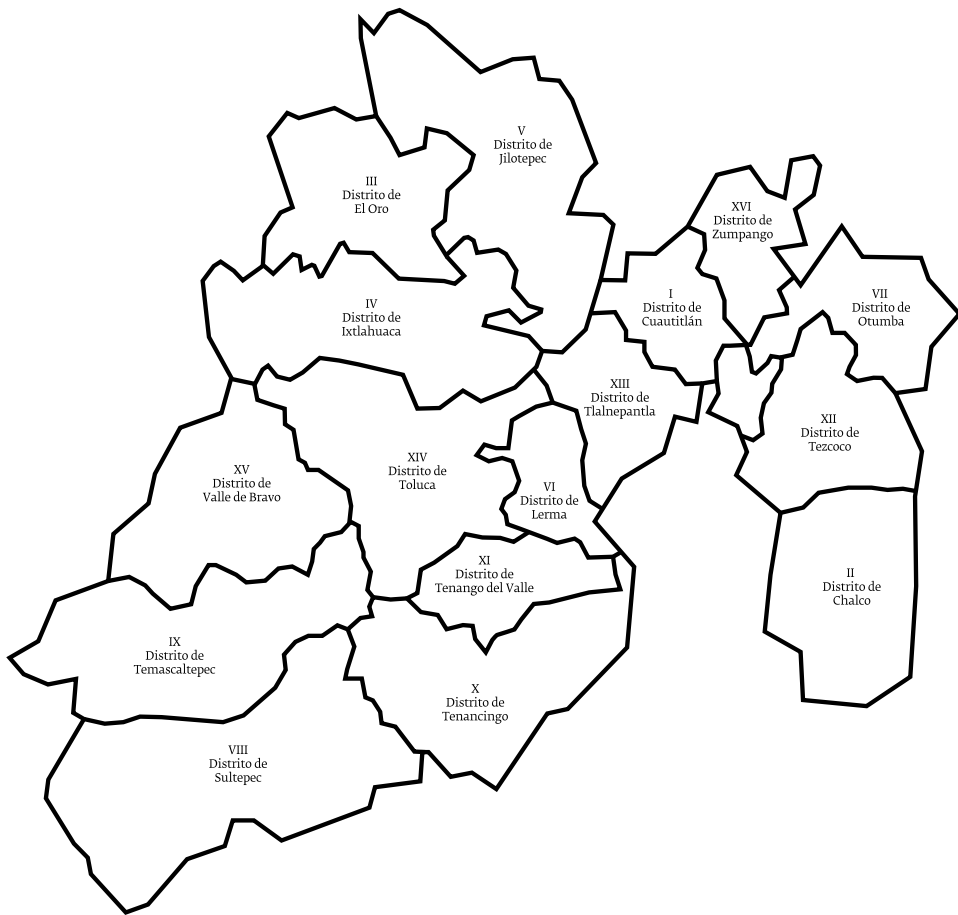 V
Distrito de
Jilotepec
III
Distrito de
El Oro
XVI
Distrito de
Zumpango
IV
Distrito de
Ixtlahuaca
I
Distrito de
Cuautitlán
VII
Distrito de
Otumba
XIII
Distrito de
Tlalnepantla
XII
Distrito de
Tezcoco
XIV
Distrito de
Toluca
XV
Distrito de
Valle de Bravo
VI
Distrito de
Lerma
XI
Distrito de
Tenango del Valle
II
Distrito de
Chalco
IX
Distrito de
Temascaltepec
X
Distrito de
Tenancingo
VIII
Distrito de
Sultepec